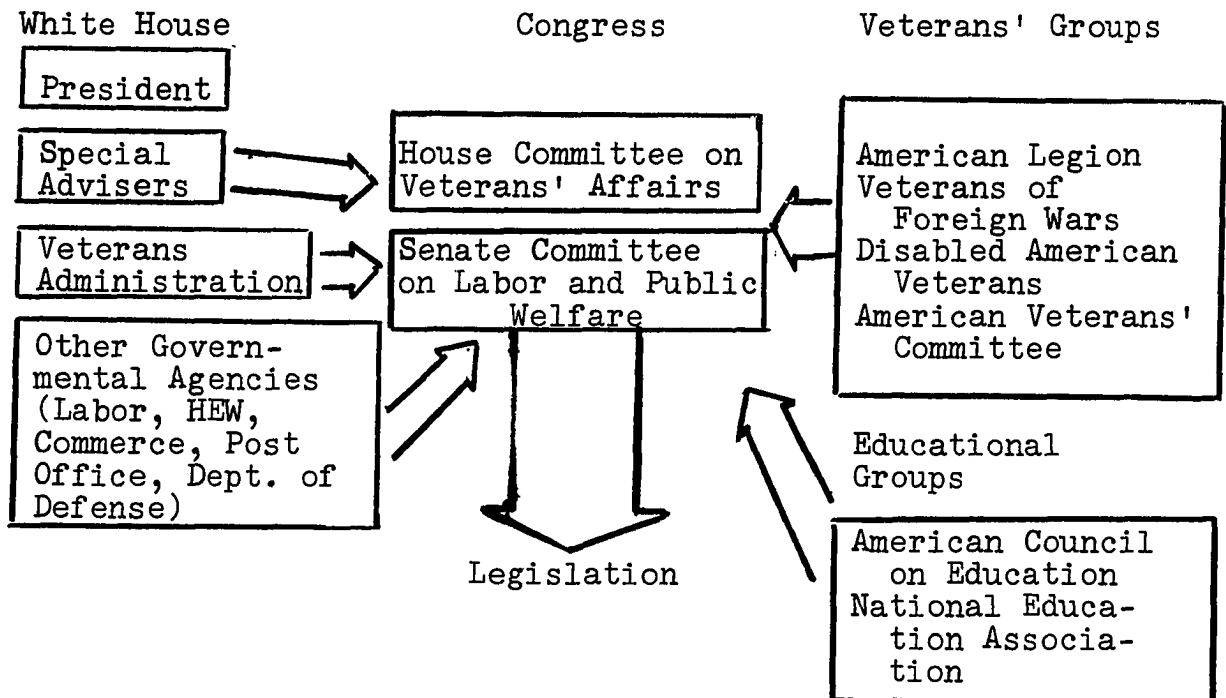 White House
President
Special
Advisers
Veterans
Administration
Other Govern-
mental Agencies
(Labor, HEW,
Commerce, Post
Office, Dept. of
Defense)
Congress
House Committee on
Veterans' Affairs
Senate Committee
on Labor and Public
Welfare
Legislation
Veterans' Groups
American Legion
Veterans of
Foreign Wars
Disabled American
Veterans
American Veterans'
Committee
Educational
Groups
American Council
on Education
National Educa-
tion Associa-
tion